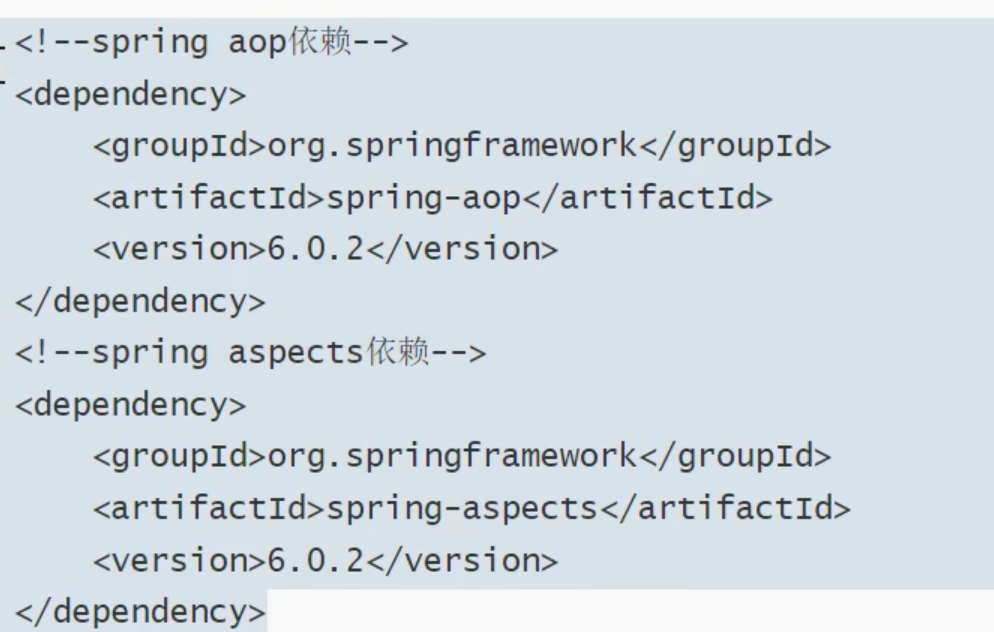 <!--spring aop依赖-->
<dependency>
    <groupId>org.springframework</groupId>
    <artifactId>spring-aop</artifactId>
    <version>6.0.2</version>
</dependency>
<!--spring aspects依赖-->
<dependency>
    <groupId>org.springframework</groupId>
    <artifactId>spring-aspects</artifactId>
    <version>6.0.2</version>
</dependency>